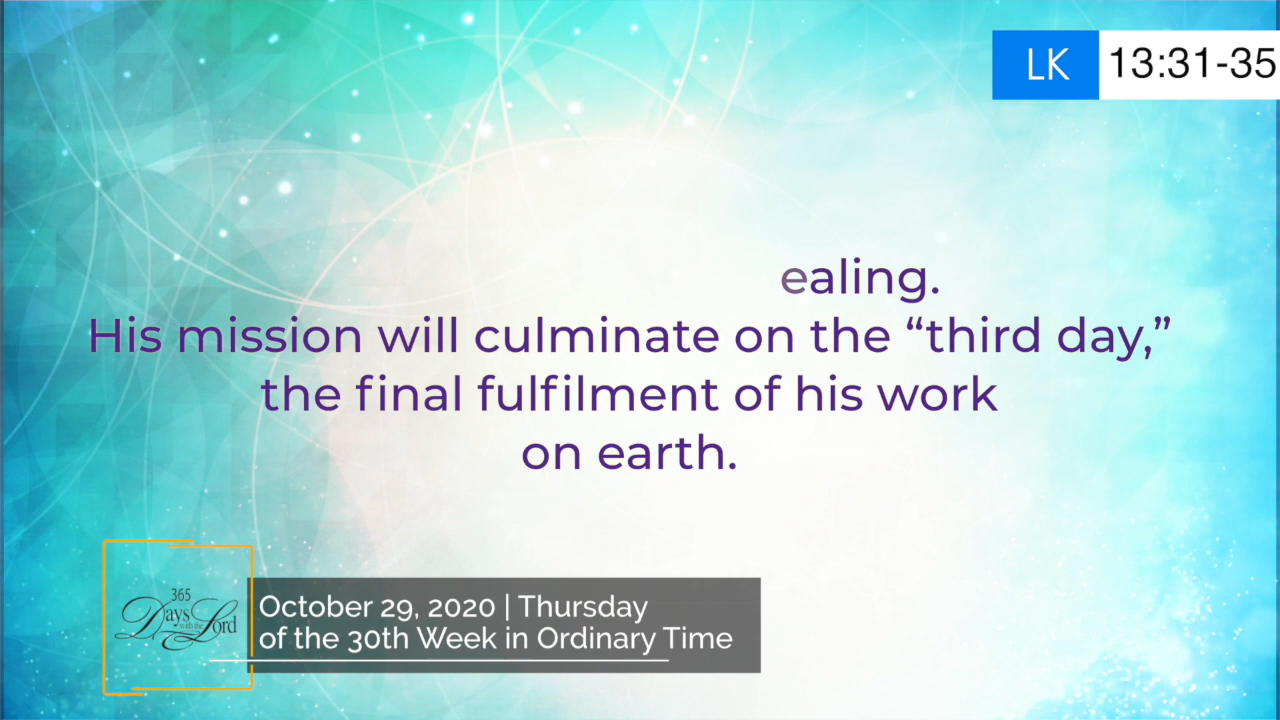 LK 13:31-35
ealing.
His mission will culminate on the “third day,”
the final fulfilment of his work
on earth.
365
Days with the Lord
October 29, 2020 | Thursday
of the 30th Week in Ordinary Time